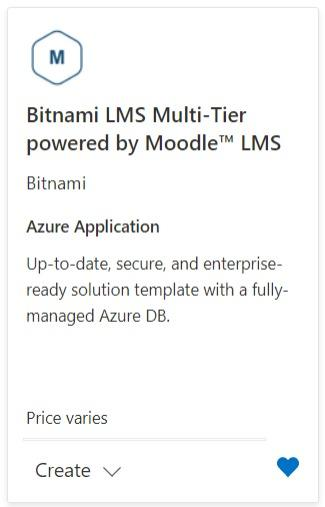 M
Bitnami LMS Multi-Tier
powered by Moodle™ LMS
Bitnami
Azure Application
Up-to-date, secure, and enterprise-
ready solution template with a fully-
managed Azure DB.
Price varies
Create